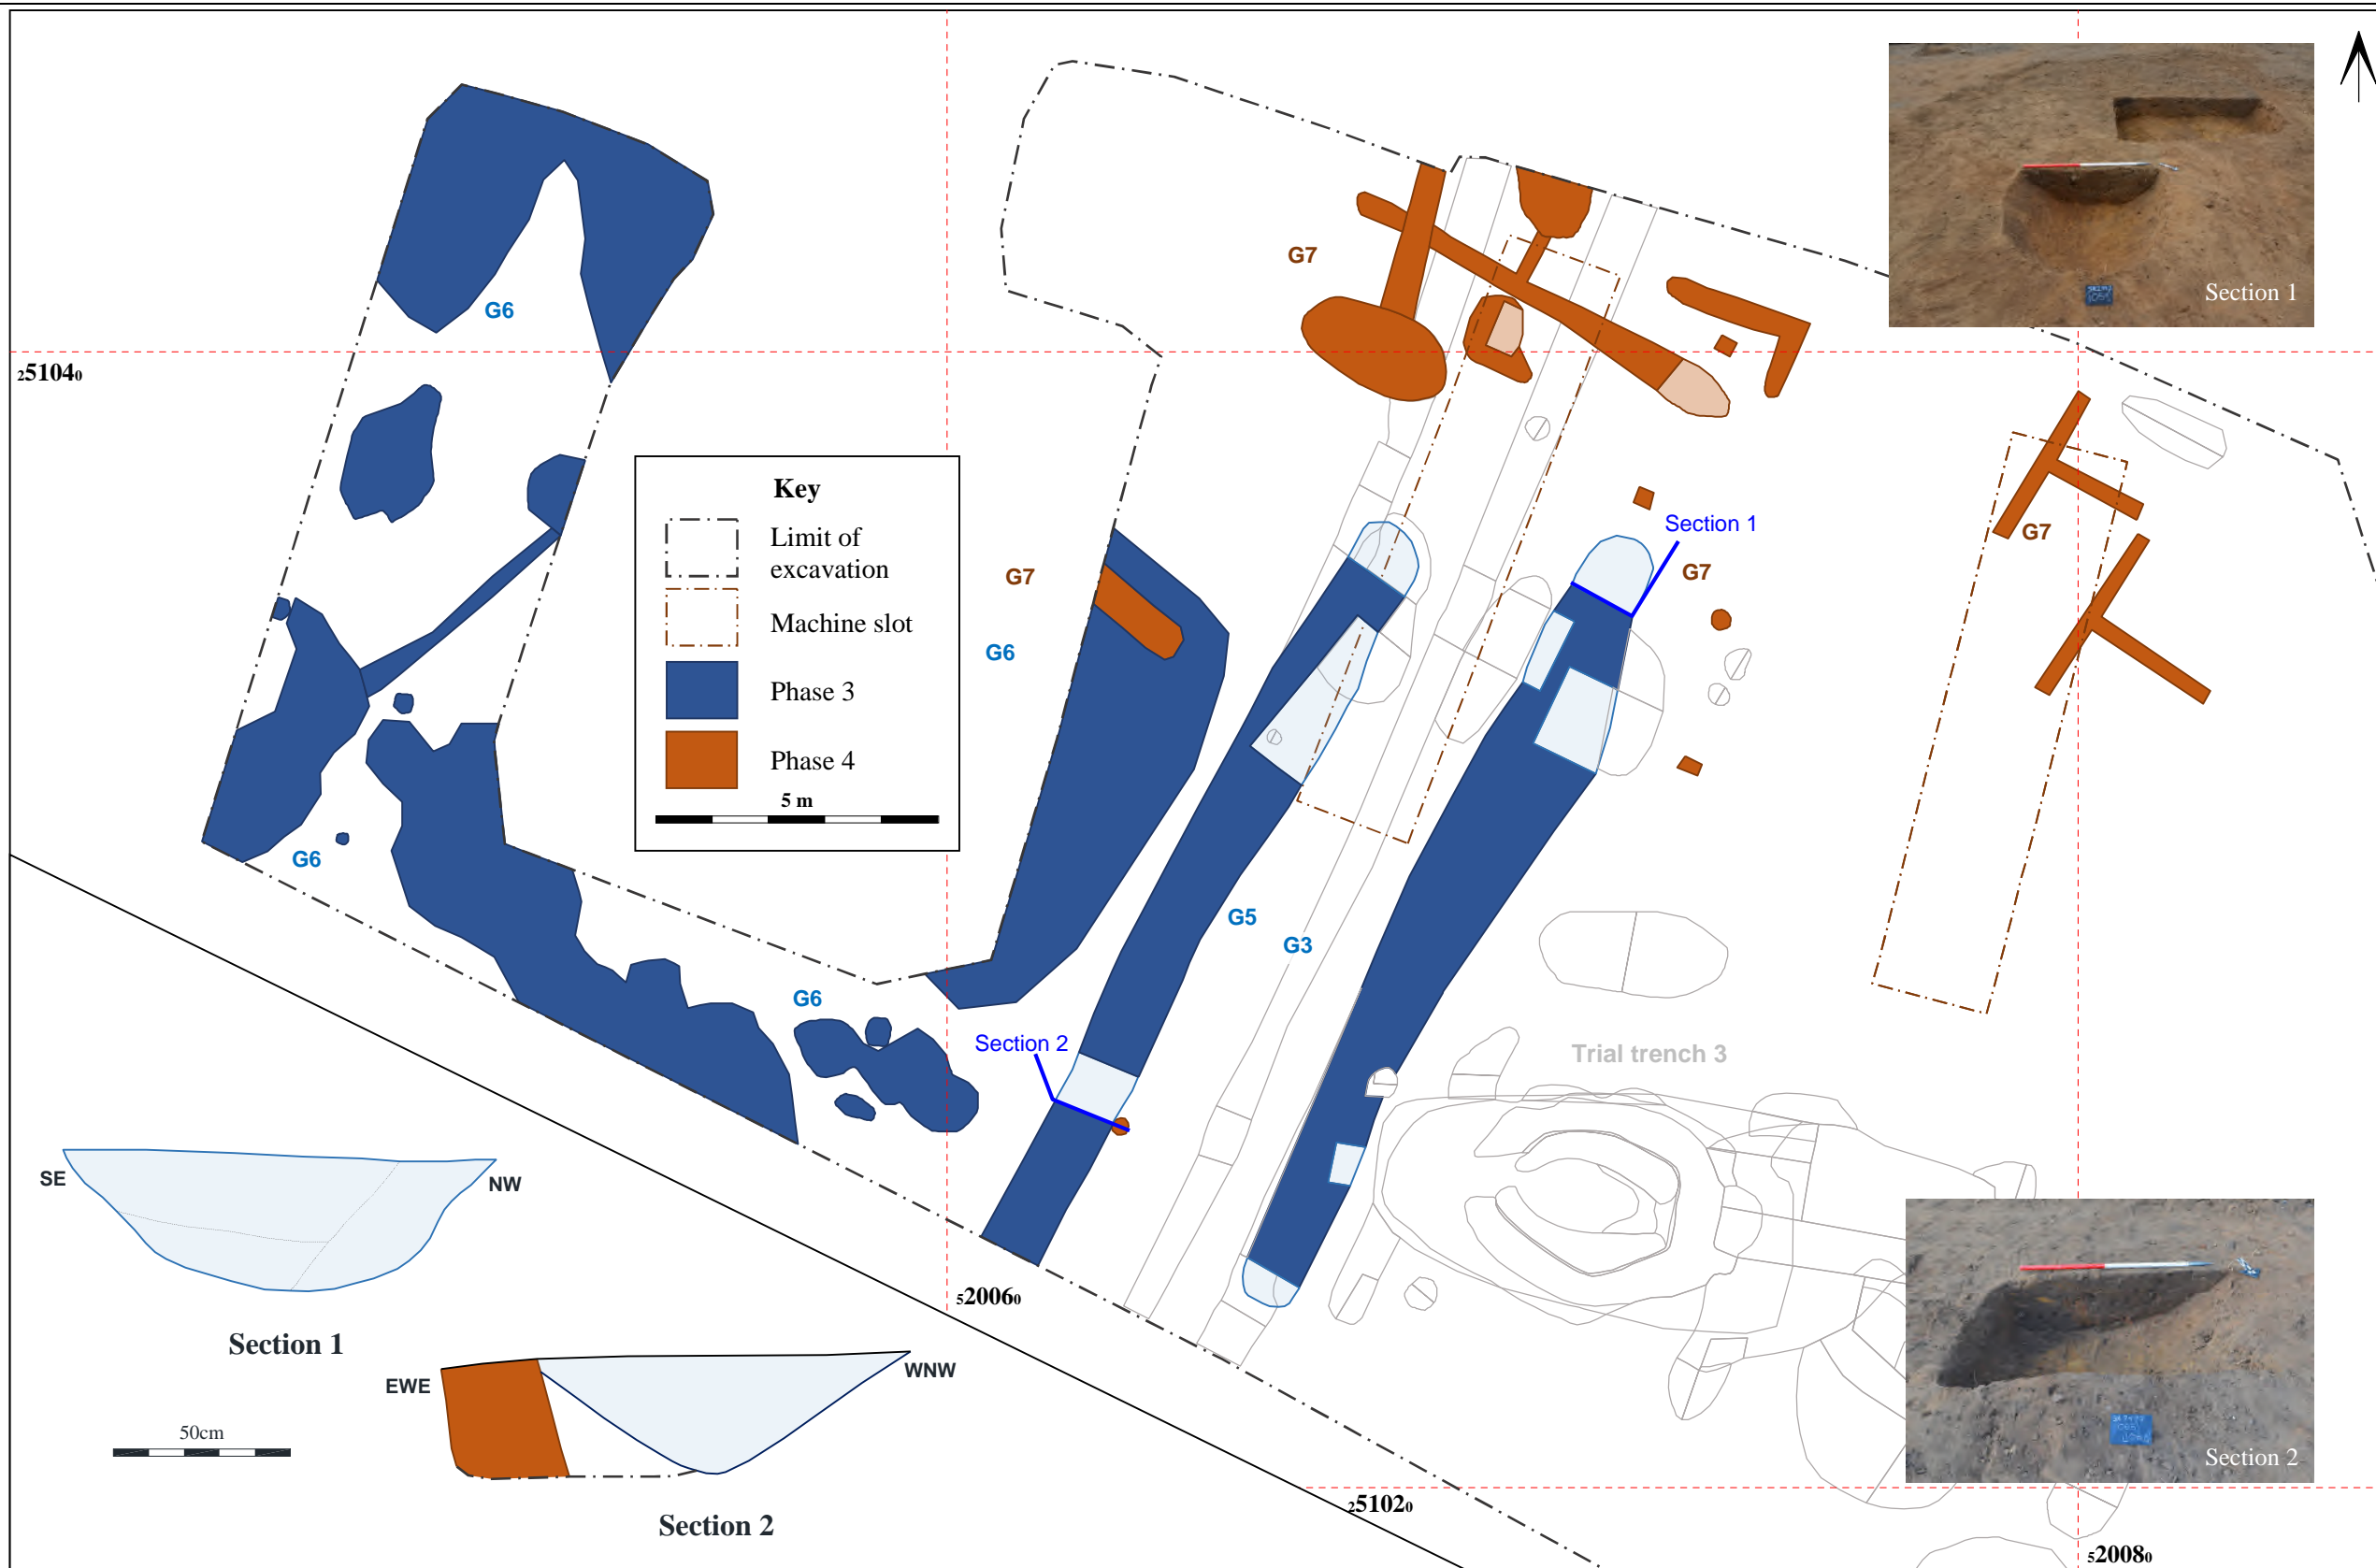 Section 1
G7
G6
25104₀
Key
Limit of
excavation
Machine slot
Phase 3
Phase 4
5 m
Section 1
G7
G7
G7
G6
G6
G5
G3
G6
Section 2
Trial trench 3
SE
NW
Section 1
52006₀
EWE
WNW
50cm
Section 2
Section 2
25102₀
52008₀